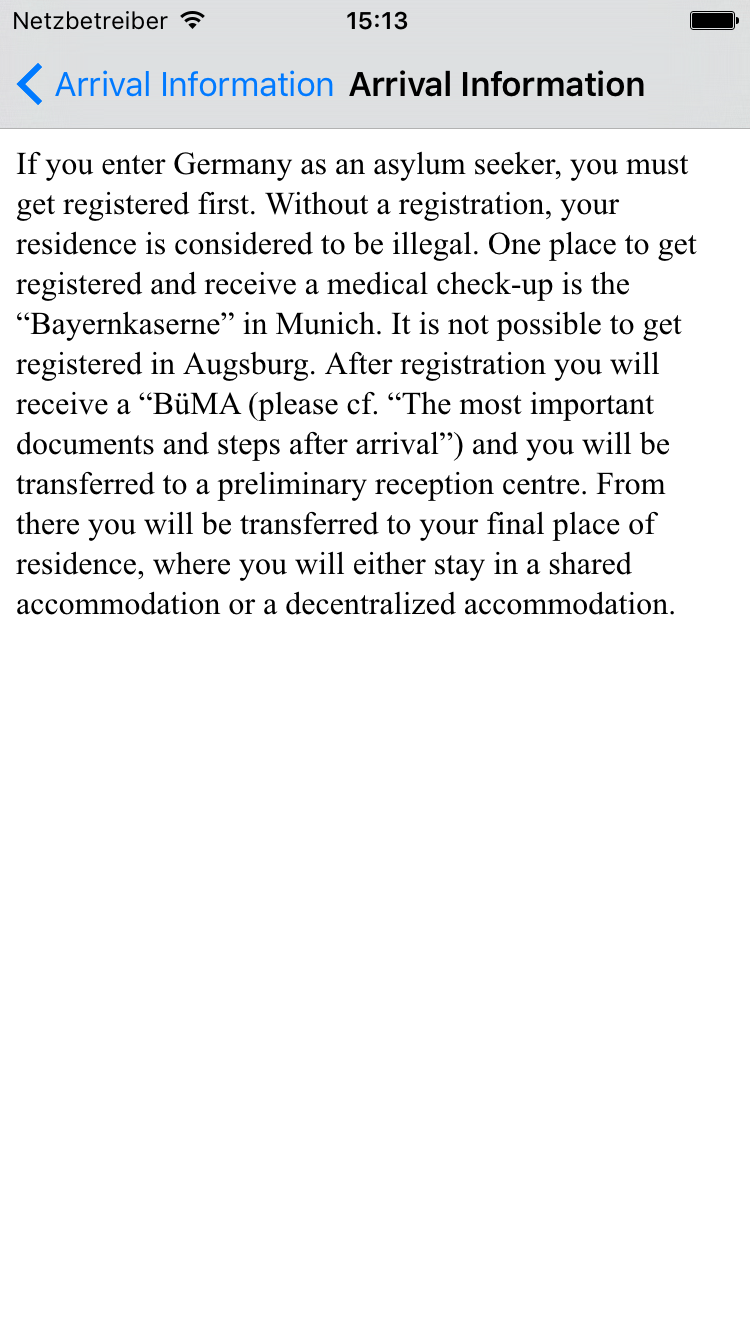 Netzbetreiber 15:13
Arrival Information Arrival Information
If you enter Germany as an asylum seeker, you must
get registered first. Without a registration, your
residence is considered to be illegal. One place to get
registered and receive a medical check-up is the
“Bayernkaserne” in Munich. It is not possible to get
registered in Augsburg. After registration you will
receive a “BüMA (please cf. “The most important
documents and steps after arrival”) and you will be
transferred to a preliminary reception centre. From
there you will be transferred to your final place of
residence, where you will either stay in a shared
accommodation or a decentralized accommodation.